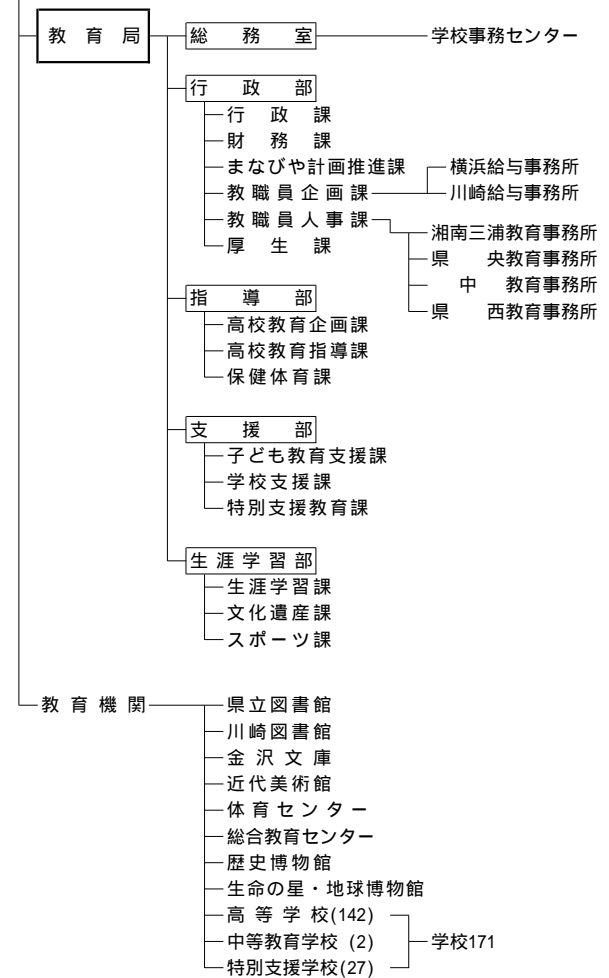 教育局 総務室 学校事務センター
行政部
行政課
財務課
まなびや計画推進課 横浜給与事務所
教職員企画課 川崎給与事務所
教職員人事課 湘南三浦教育事務所
厚生課 県央教育事務所
中教育事務所
指導部 県西教育事務所
高校教育企画課
高校教育指導課
保健体育課
支援部
子ども教育支援課
学校支援課
特別支援教育課
生涯学習部
生涯学習課
文化遺産課
スポーツ課
教育機関 県立図書館
川崎図書館
金沢文庫
近代美術館
体育センター
総合教育センター
歴史博物館
生命の星・地球博物館
高等学校(142)
中等教育学校 (2) 学校171
特別支援学校(27)